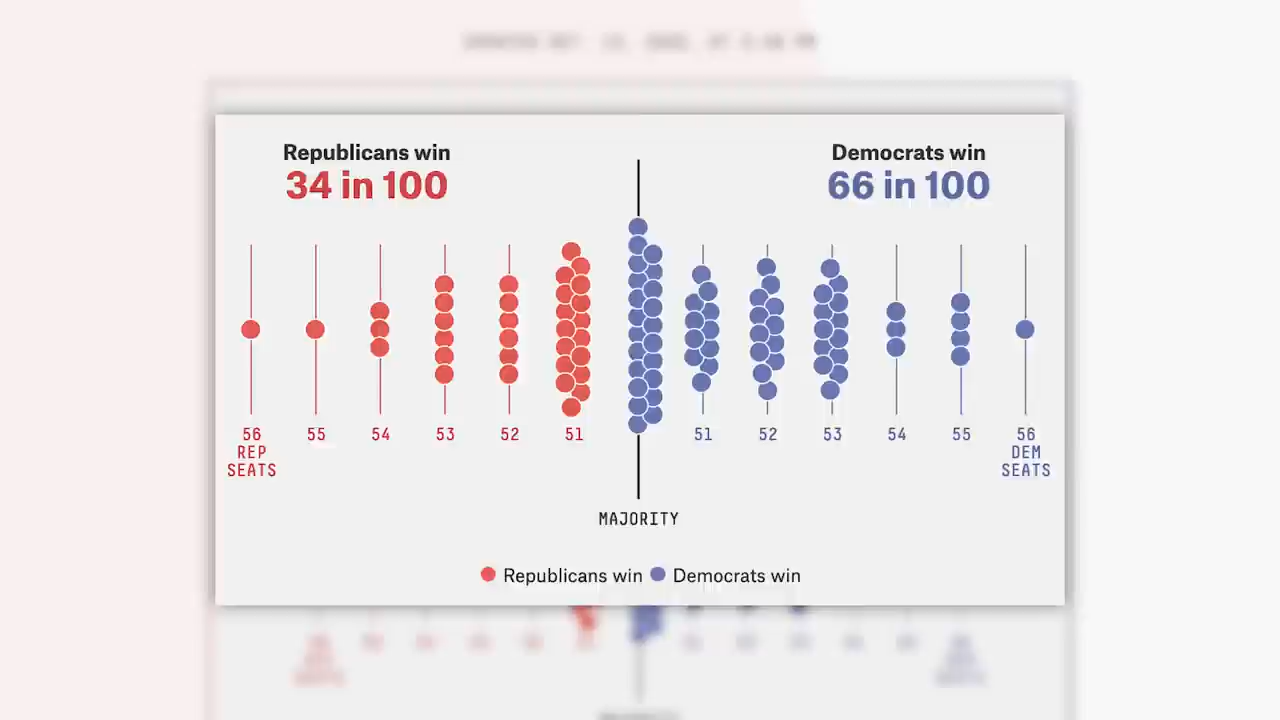 Republicans win
34 in 100
Democrats win
66 in 100
56 55 54 53 52 51 51 52 53 54 55 56
REP DEM
SEATS SEATS
MAJORITY
Republicans win Democrats win